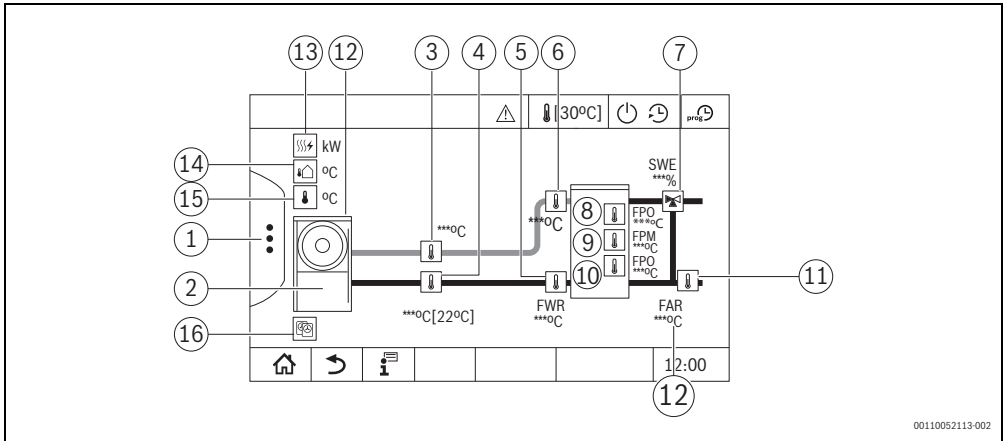 13 12 3 4 5 6 7
[30ºC]
prog
kW
14 ºC
15 ºC
SWE
***%
***ºC
***ºC
8 FPO
***ºC
9 FPM
***ºC
10 FPO
***ºC
1
2
11
***ºC[22ºC]
FWR
***ºC
FAR
***ºC
16
i
12:00
12
00110052113-002